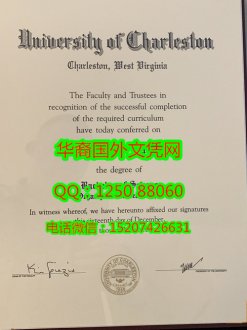 University of Charleston
Charleston, West Virginia
The Faculty and Trustees in
recognition of the successful completion
of the required curriculum
have today conferred on
华裔国外文凭网
the degree of
QQ：1250.88060
In witness whereof, we have hereunto affixed our signatures
电话微信：15207426631
this sixteenth day of December,